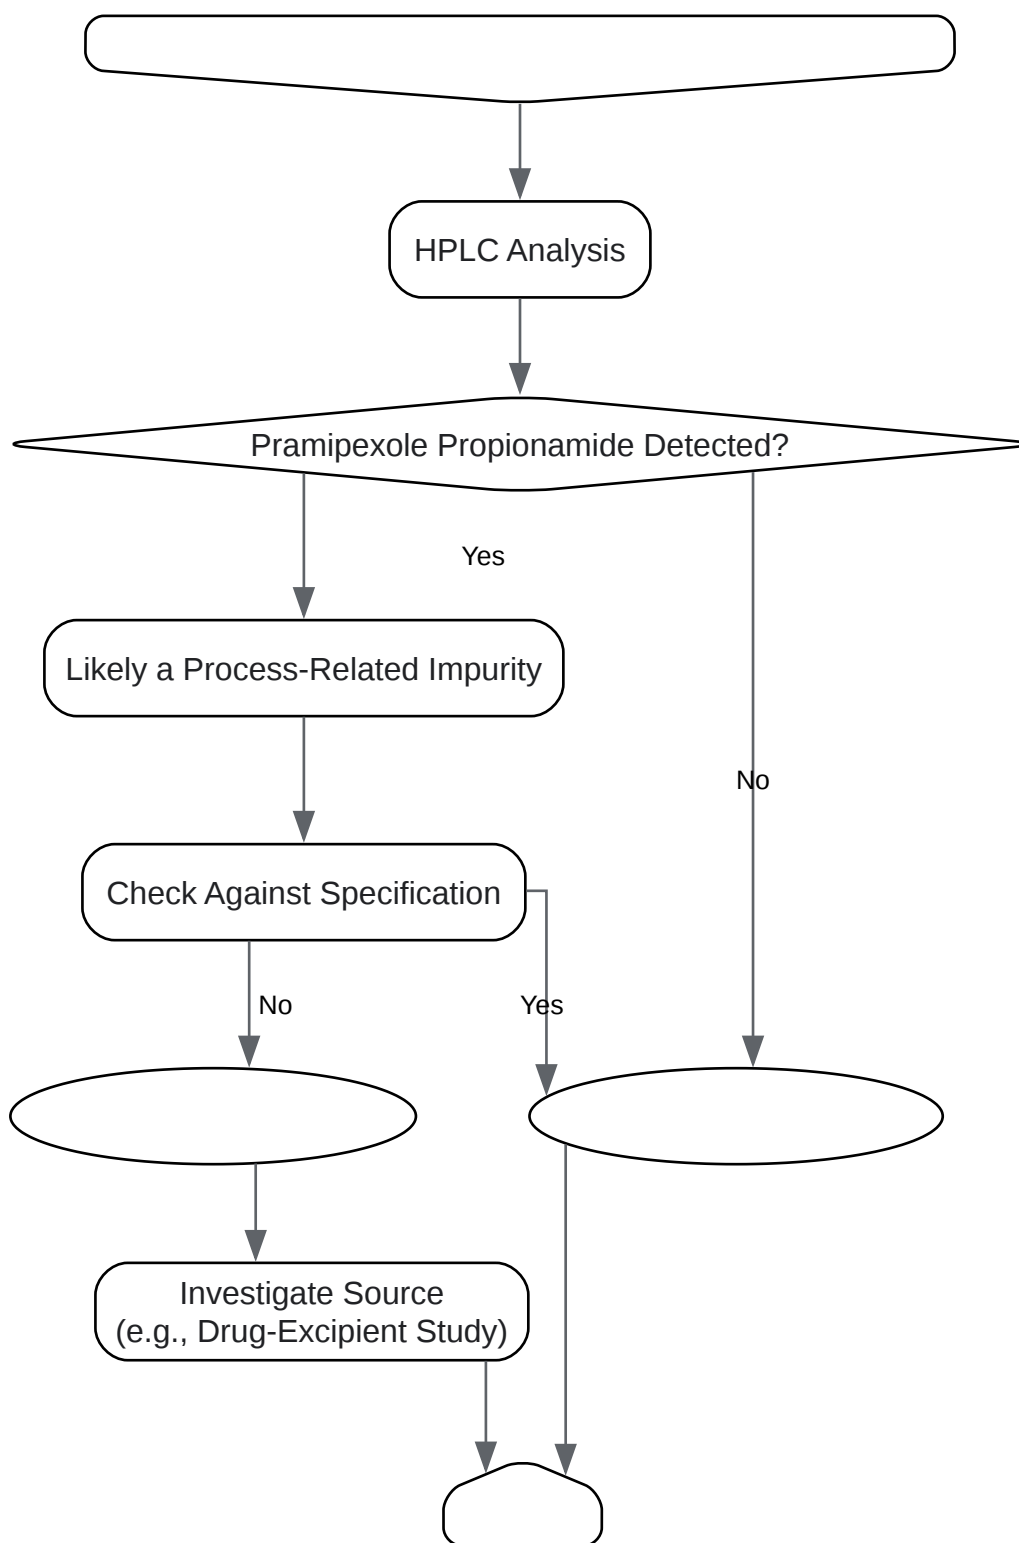 HPLC Analysis
Pramipexole Propionamide Detected?
Yes
Likely a Process-Related Impurity
No
Check Against Specification
No
Yes
Investigate Source
(e.g., Drug-Excipient Study)